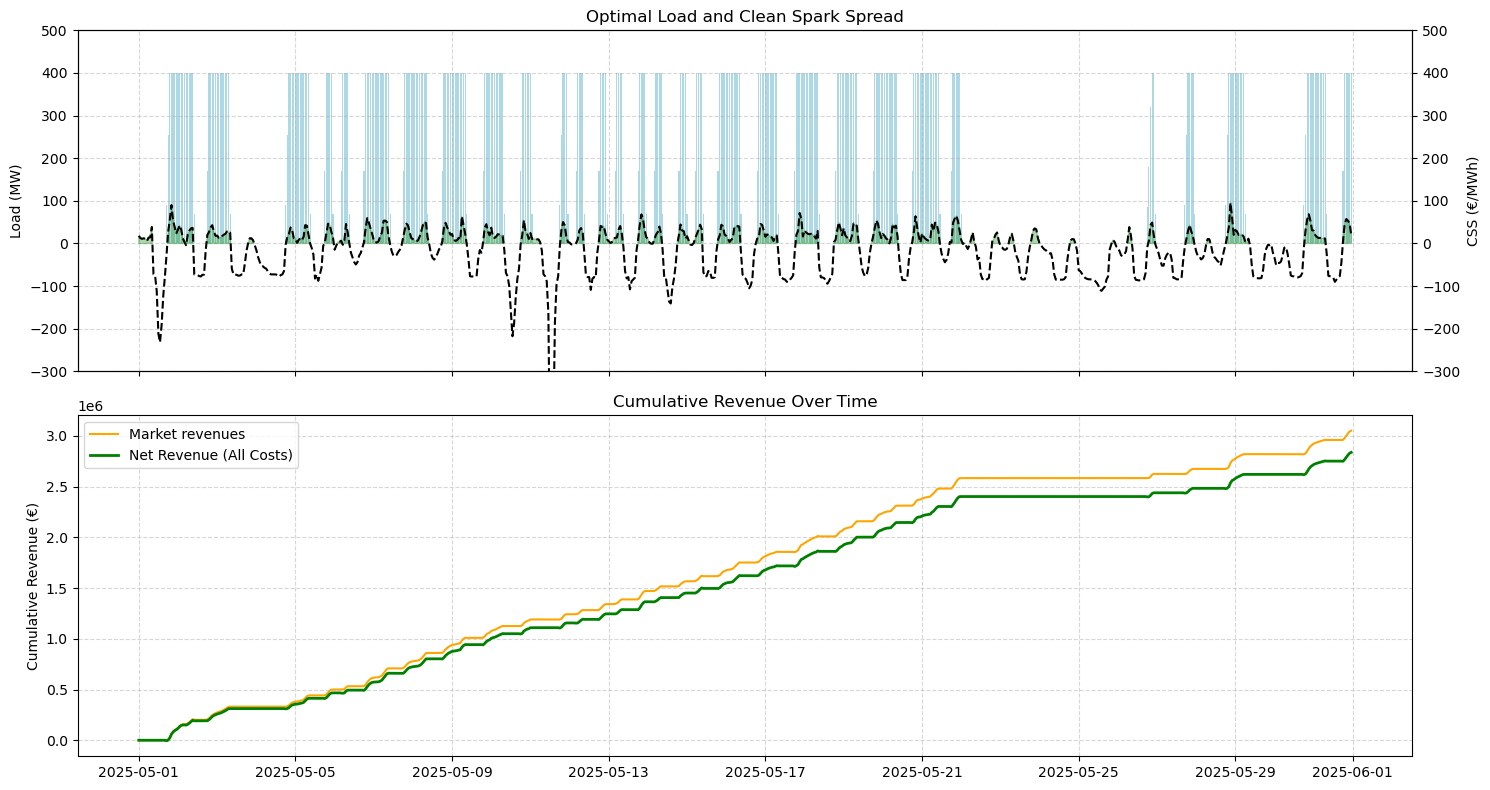 Optimal Load and Clean Spark Spread
500
400
300
200
100
0
−100
−200
−300
Load (MW)
500
400
300
200
100
0
−100
−200
−300
CSS (€/MWh)
Cumulative Revenue Over Time
1e6
Market revenues
Net Revenue (All Costs)
3.0
2.5
2.0
1.5
1.0
0.5
0.0
Cumulative Revenue (€)
2025-05-01 2025-05-05 2025-05-09 2025-05-13 2025-05-17 2025-05-21 2025-05-25 2025-05-29 2025-06-01